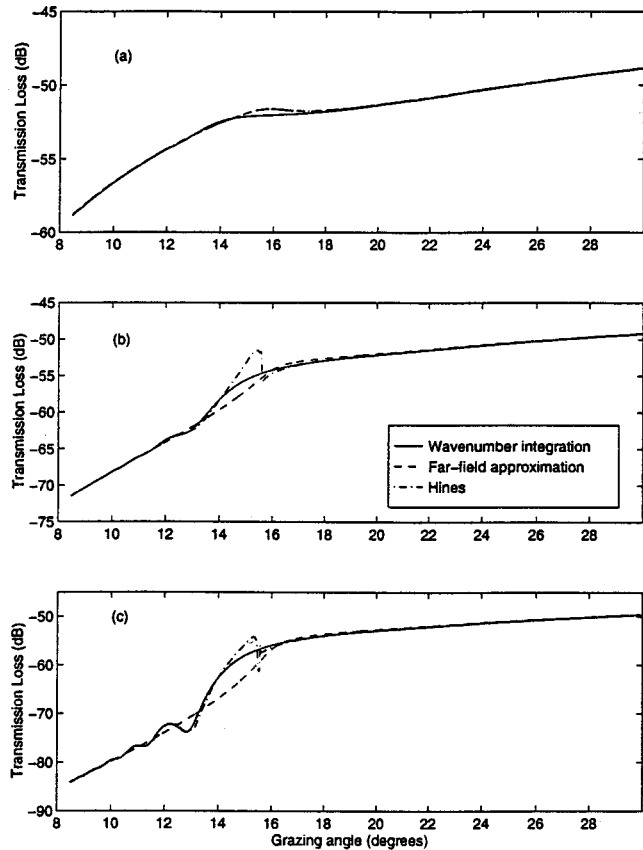 −45
(a)
−50
−55
−60
Transmission Loss (dB)
8 10 12 14 16 18 20 22 24 26 28
−45
(b)
−50
−55
−60
−65
−70
−75
Transmission Loss (dB)
Wavenumber integration
Far−field approximation
Hines
8 10 12 14 16 18 20 22 24 26 28
(c)
−50
−60
−70
−80
−90
Transmission Loss (dB)
8 10 12 14 16 18 20 22 24 26 28
Grazing angle (degrees)